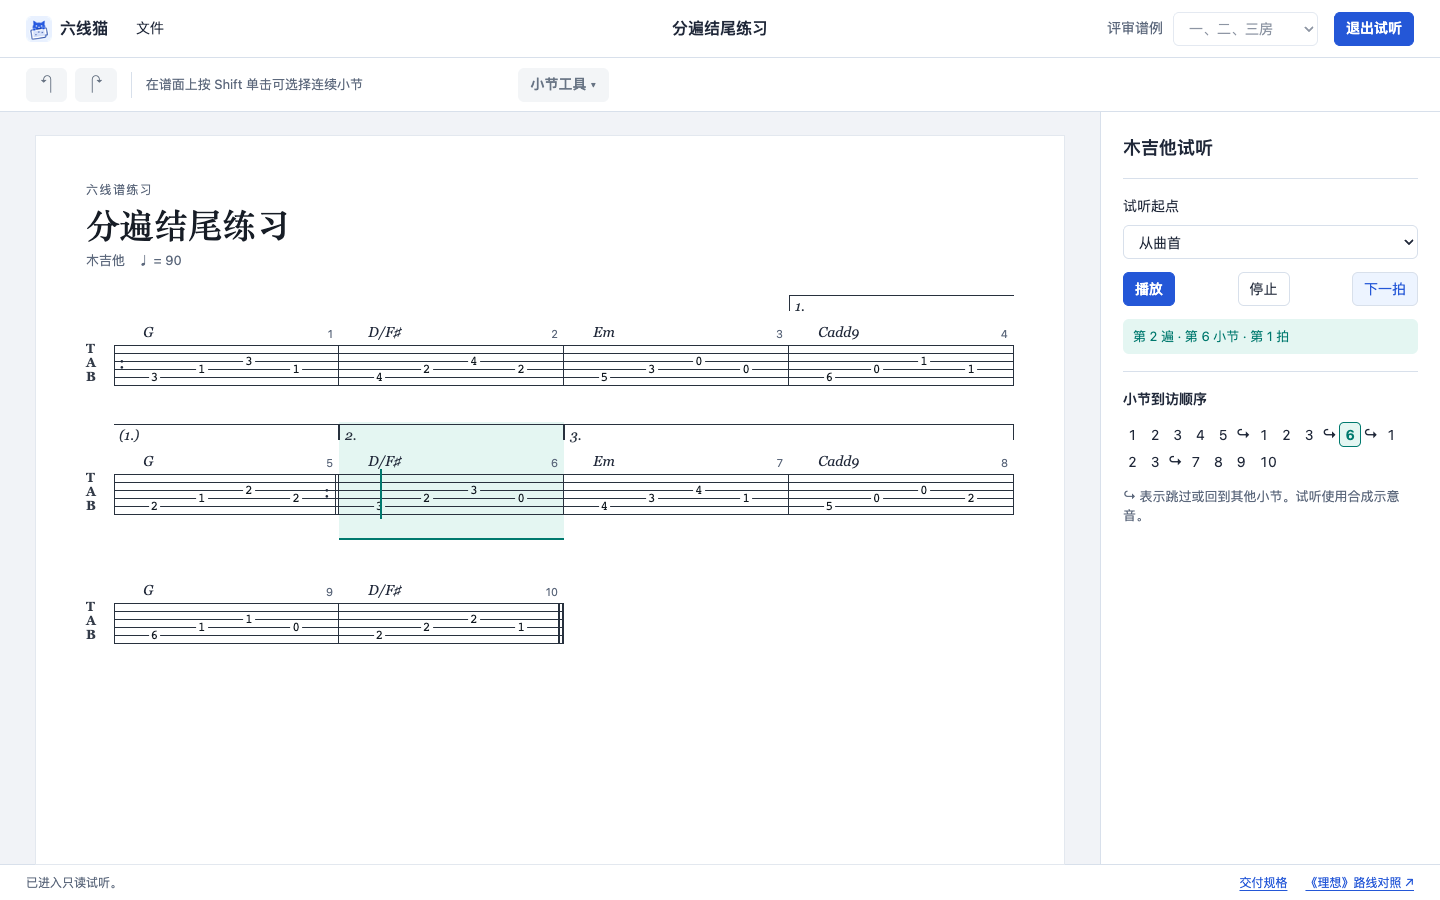 六线猫
文件
分遍结尾练习
评审谱例
一、二、三房
退出试听
在谱面上按 Shift 单击可选择连续小节
小节工具 ▾
六线谱练习
分遍结尾练习
木吉他 ♩ = 90
1.
G 1 D/F♯ 2 Em 3 Cadd9 4
T
A
B
3 1 3 1 4 2 4 2 5 3 0 0 6 0 1 1
(1.) 2. 3.
G 5 D/F♯ 6 Em 7 Cadd9 8
T
A
B
2 1 2 2 3 2 3 0 4 3 4 1 5 0 0 2
G 9 D/F♯ 10
T
A
B
6 1 1 0 2 2 2 1
木吉他试听
试听起点
从曲首
播放 停止 下一拍
第 2 遍 · 第 6 小节 · 第 1 拍
小节到访顺序
1 2 3 4 5 ↪ 1 2 3 ↪ 6 ↪ 1
2 3 ↪ 7 8 9 10
↪ 表示跳过或回到其他小节。试听使用合成示意
音。
已进入只读试听。
交付规格
《理想》路线对照 ↗